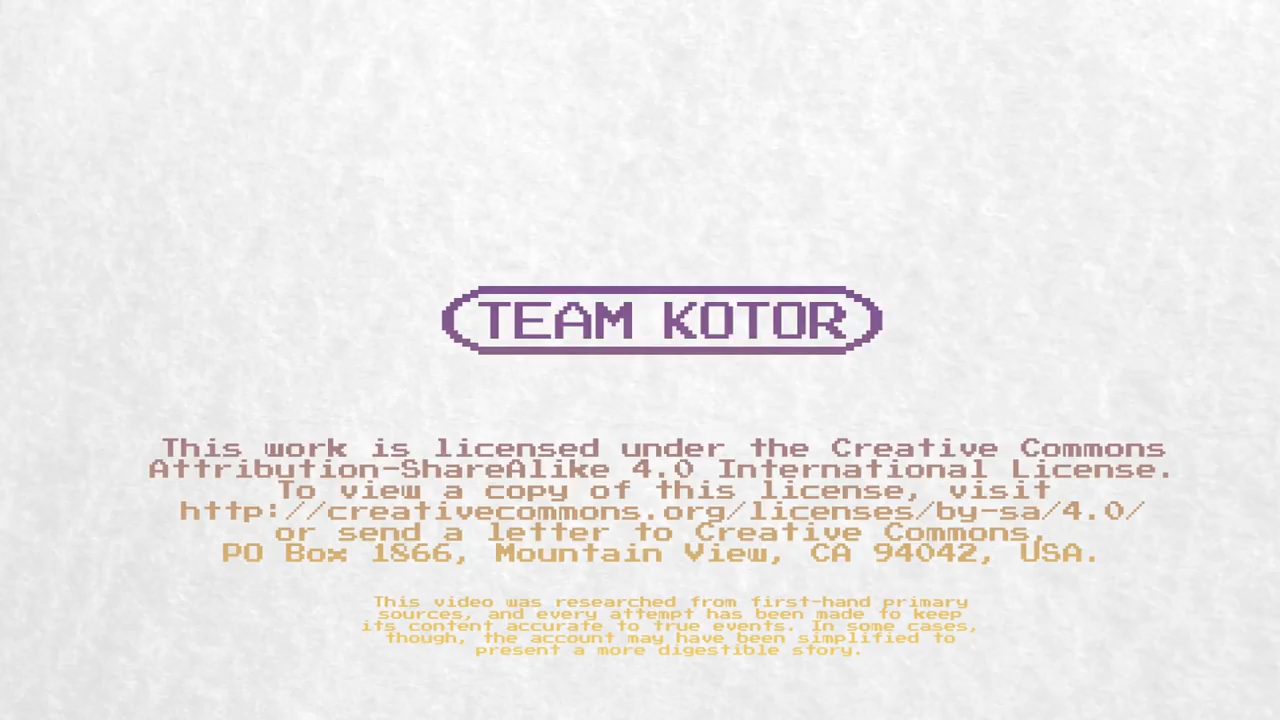 TEAM KOTOR
This work is licensed under the Creative Commons
Attribution-ShareAlike 4.0 International License.
To view a copy of this license, visit
http://creativecommons.org/licenses/by-sa/4.0/
or send a letter to Creative Commons,
PO Box 1866, Mountain View, CA 94042, USA.
This video was researched from first-hand primary
sources, and every attempt has been made to keep
its content accurate to true events. In some cases,
though, the account may have been simplified to
present a more digestible story.